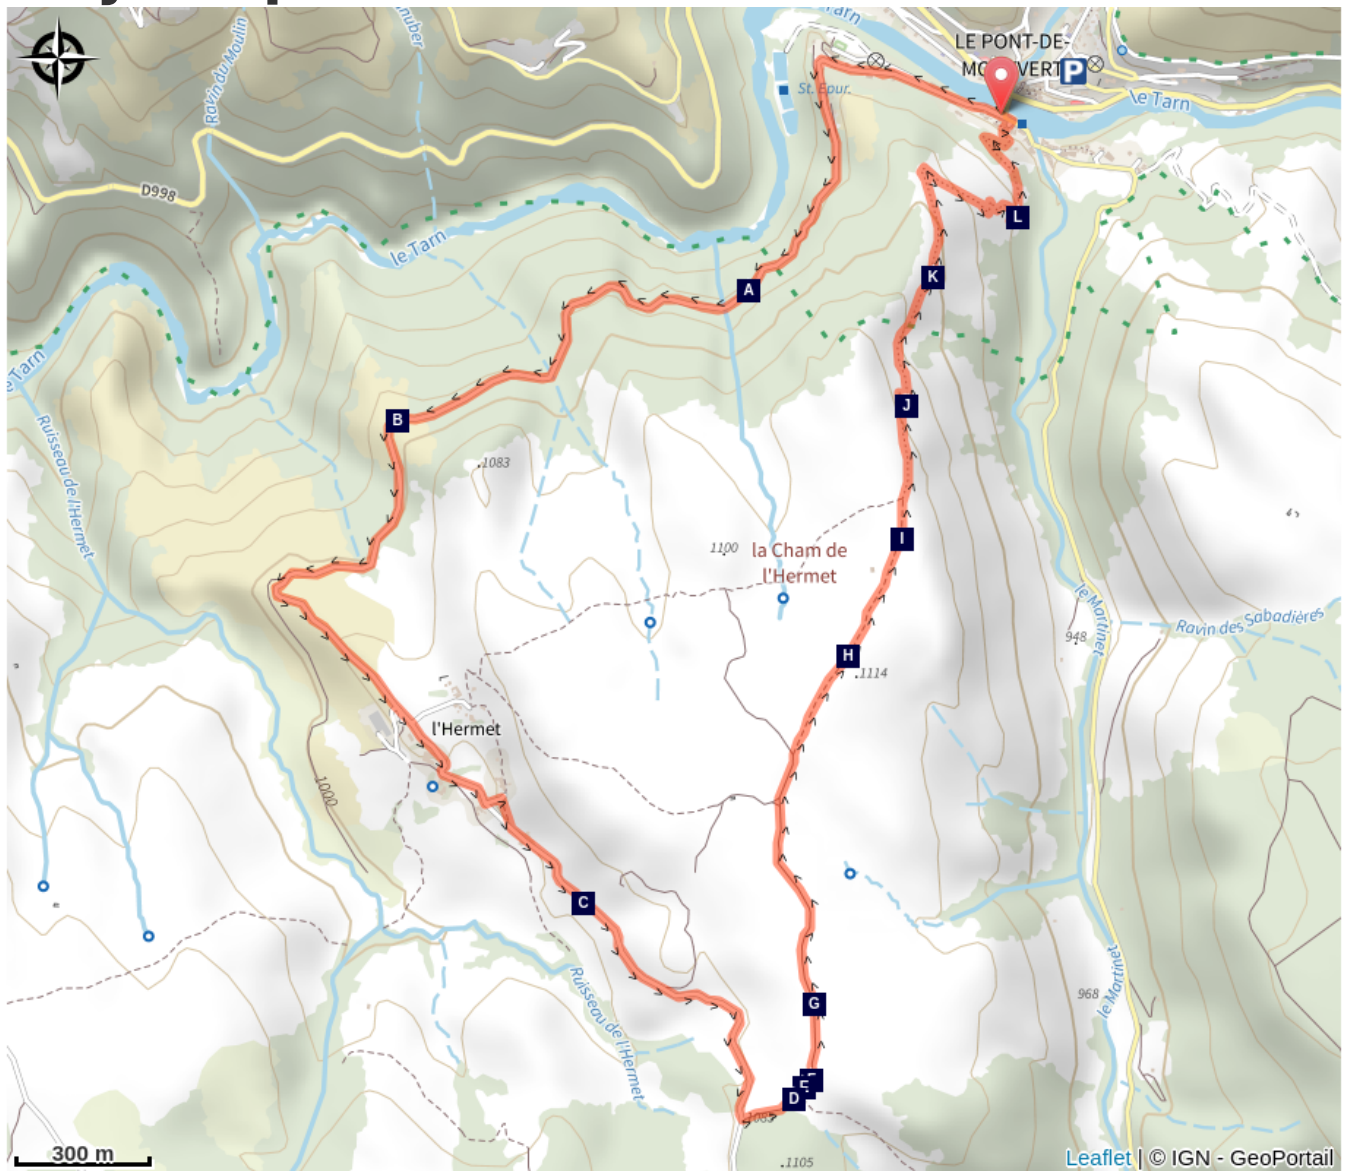 Ravin du Moulin
le Tarn
LE PONT-DE-
St. Epur.
P
le Tarn
D998
le Tarn
L
K
A
J
B
.1083
Ruisseau de l'Hermet
I
1100
la Cham de
l'Hermet
le Martinet
Ravin des Sabadières
948
H
.1114
l'Hermet
1000
C
Ruisseau de l'Hermet
le Martinet
968
G
E
D
.1105
300 m
Leaflet | © IGN - GeoPortail